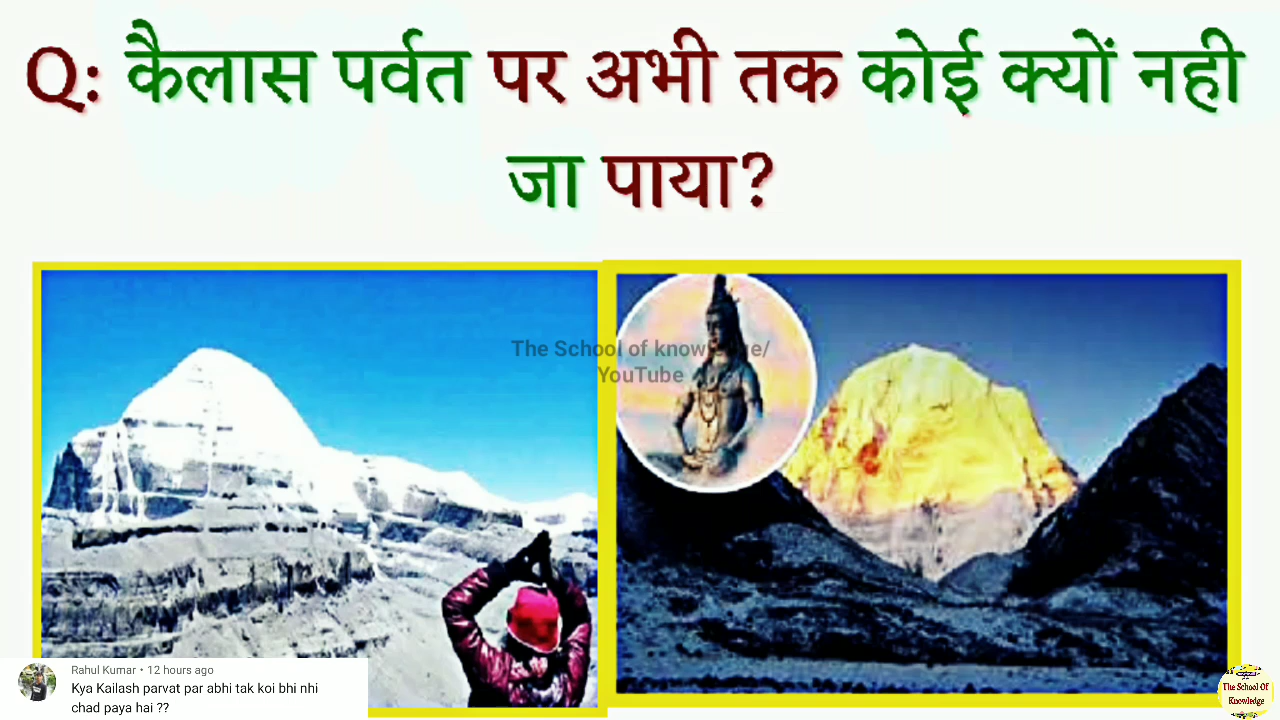 Q: कैलास पर्वत पर अभी तक कोई क्यों नही
जा पाया?
The School of knowledge/
YouTube
Rahul Kumar • 12 hours ago
Kya Kailash parvat par abhi tak koi bhi nhi
chad paya hai ??
The School Of
Knowledge